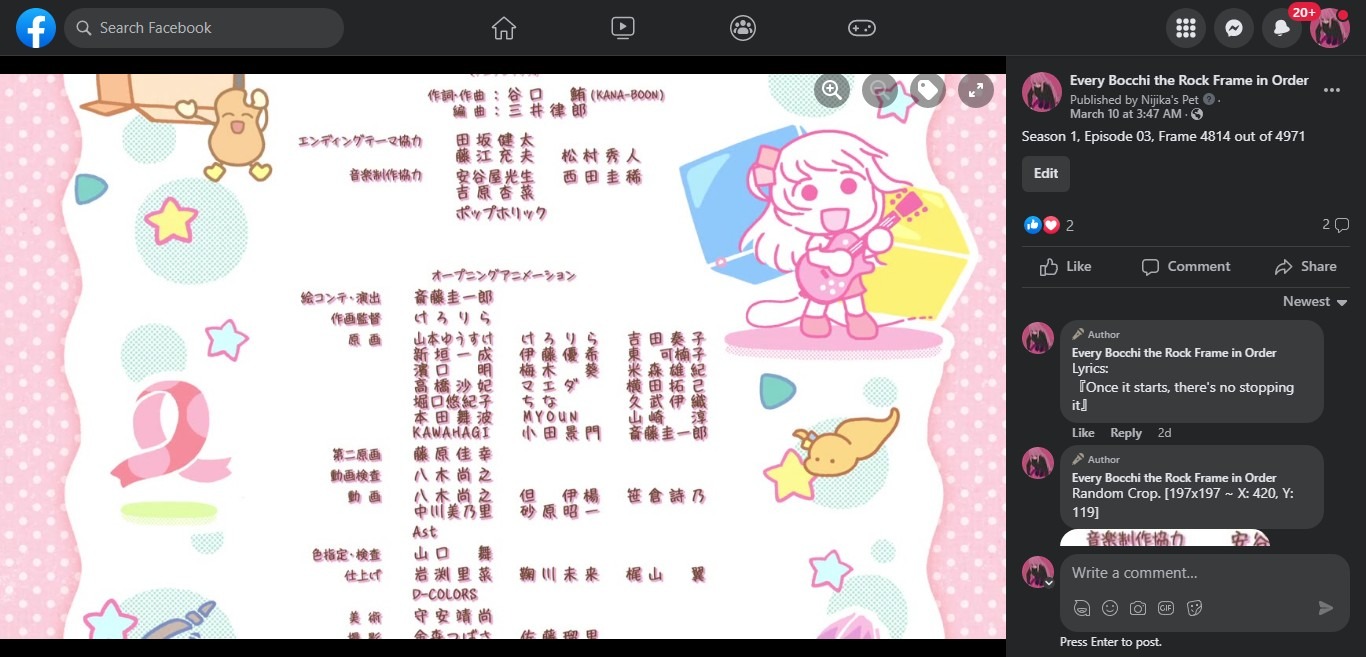 Search Facebook
20+
作詞・作曲：谷口　鮪(KANA-BOON)
編曲：三井律郎
エンディングテーマ協力　田坂健太
藤江充夫　松村秀人
音楽制作協力　安谷屋光生　西田圭稀
吉原杏菜
ポップホリック
オープニングアニメーション
絵コンテ・演出　斎藤圭一郎
作画監督　けろりら
原画　山本ゆうすけ　けろりら　吉田奏子
新垣一成　伊藤優希　東　可楠子
濱口　明　梅木　葵　米森雄紀
高橋沙妃　マエダ　横田拓己
堀口悠紀子　ちな　久武伊織
本田舞波　MYOUN　山崎　淳
KAWAHAGI　小田景門　斎藤圭一郎
第二原画　藤原佳幸
動画検査　八木尚之
動画　八木尚之　但　伊楊　笹倉詩乃
中川美乃里　砂原昭一
Ast
色指定・検査　山口　舞
仕上げ　岩渕里菜　鞠川未来　梶山　翼
D-COLORS
美術　守安靖尚
撮影　金森つばさ　佐藤瑠里
Every Bocchi the Rock Frame in Order
Published by Nijika's Pet
March 10 at 3:47 AM
Season 1, Episode 03, Frame 4814 out of 4971
Edit
2
2
Like Comment Share
Newest
Author
Every Bocchi the Rock Frame in Order
Lyrics:
『Once it starts, there's no stopping
it』
Like Reply 2d
Author
Every Bocchi the Rock Frame in Order
Random Crop. [197x197 ~ X: 420, Y:
119]
音楽制作協力　安谷
Write a comment...
GIF
Press Enter to post.